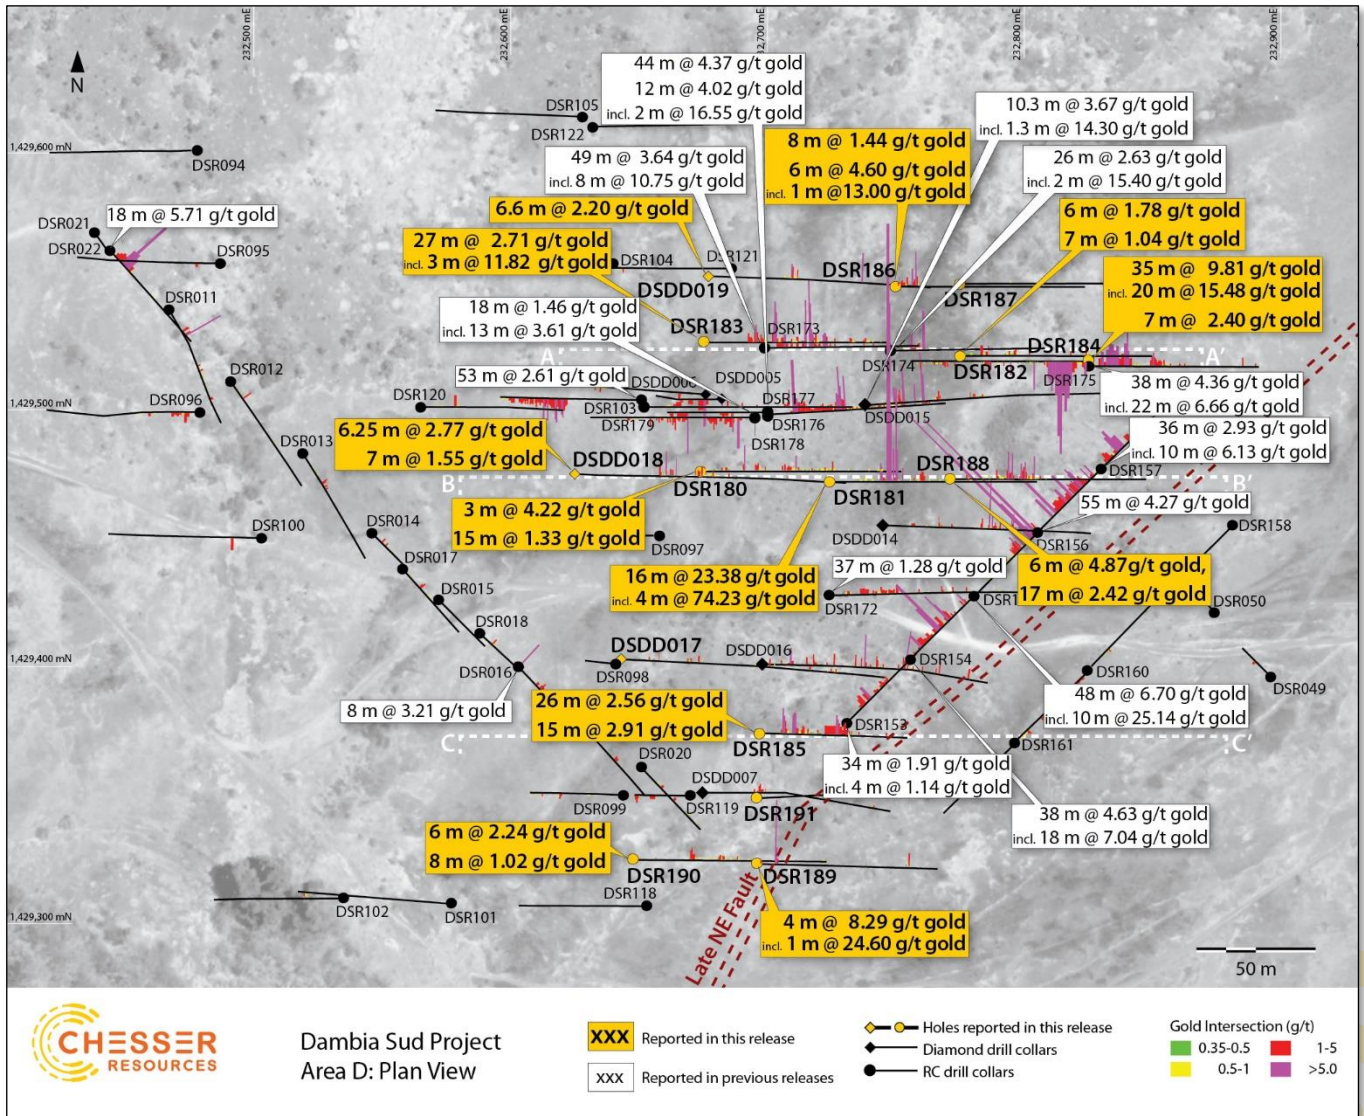 232,500 mE
232,600 mE
232,700 mE
232,800 mE
232,900 mE
N
1,429,600 mN
1,429,500 mN
1,429,400 mN
1,429,300 mN
44 m @ 4.37 g/t gold
12 m @ 4.02 g/t gold
incl. 2 m @ 16.55 g/t gold
49 m @ 3.64 g/t gold
incl. 8 m @ 10.75 g/t gold
8 m @ 1.44 g/t gold
6 m @ 4.60 g/t gold
incl. 1 m @13.00 g/t gold
10.3 m @ 3.67 g/t gold
incl. 1.3 m @ 14.30 g/t gold
26 m @ 2.63 g/t gold
incl. 2 m @ 15.40 g/t gold
6.6 m @ 2.20 g/t gold
27 m @ 2.71 g/t gold
incl. 3 m @ 11.82 g/t gold
6 m @ 1.78 g/t gold
7 m @ 1.04 g/t gold
35 m @ 9.81 g/t gold
incl. 20 m @ 15.48 g/t gold
7 m @ 2.40 g/t gold
18 m @ 5.71 g/t gold
18 m @ 1.46 g/t gold
incl. 13 m @ 3.61 g/t gold
53 m @ 2.61 g/t gold
38 m @ 4.36 g/t gold
incl. 22 m @ 6.66 g/t gold
36 m @ 2.93 g/t gold
incl. 10 m @ 6.13 g/t gold
6.25 m @ 2.77 g/t gold
7 m @ 1.55 g/t gold
3 m @ 4.22 g/t gold
15 m @ 1.33 g/t gold
55 m @ 4.27 g/t gold
16 m @ 23.38 g/t gold
incl. 4 m @ 74.23 g/t gold
37 m @ 1.28 g/t gold
6 m @ 4.87g/t gold,
17 m @ 2.42 g/t gold
8 m @ 3.21 g/t gold
26 m @ 2.56 g/t gold
15 m @ 2.91 g/t gold
48 m @ 6.70 g/t gold
incl. 10 m @ 25.14 g/t gold
34 m @ 1.91 g/t gold
incl. 4 m @ 1.14 g/t gold
38 m @ 4.63 g/t gold
incl. 18 m @ 7.04 g/t gold
6 m @ 2.24 g/t gold
8 m @ 1.02 g/t gold
4 m @ 8.29 g/t gold
incl. 1 m @ 24.60 g/t gold
DSR105
DSR122
DSR094
DSR021
DSR022
DSR095
DSR104
DSR121
DSR186
DSDD019
DSR187
DSR011
DSR183
DSR173
DSR184
A
A'
DSR174
DSR182
DSR175
DSR012
DSDD006
DSDD005
DSR120
DSR103
DSR177
DSDD015
DSR096
DSR179
DSR176
DSR178
DSR013
DSDD018
DSR188
DSR157
B
DSR180
DSR181
B'
DSR014
DSR100
DSR097
DSDD014
DSR156
DSR158
DSR017
DSR015
DSR172
DSR050
DSR018
DSDD017
DSDD016
DSR154
DSR016
DSR098
DSR160
DSR049
DSR153
C
DSR185
DSR161
C'
DSR020
DSDD007
DSR099
DSR119
DSR191
DSR190
DSR189
DSR118
DSR102
DSR101
Late NE Fault
50 m
CHESSER
RESOURCES
Dambia Sud Project
Area D: Plan View
XXX Reported in this release
XXX Reported in previous releases
Holes reported in this release
Diamond drill collars
RC drill collars
Gold Intersection (g/t)
0.35-0.5 1-5
0.5-1 >5.0